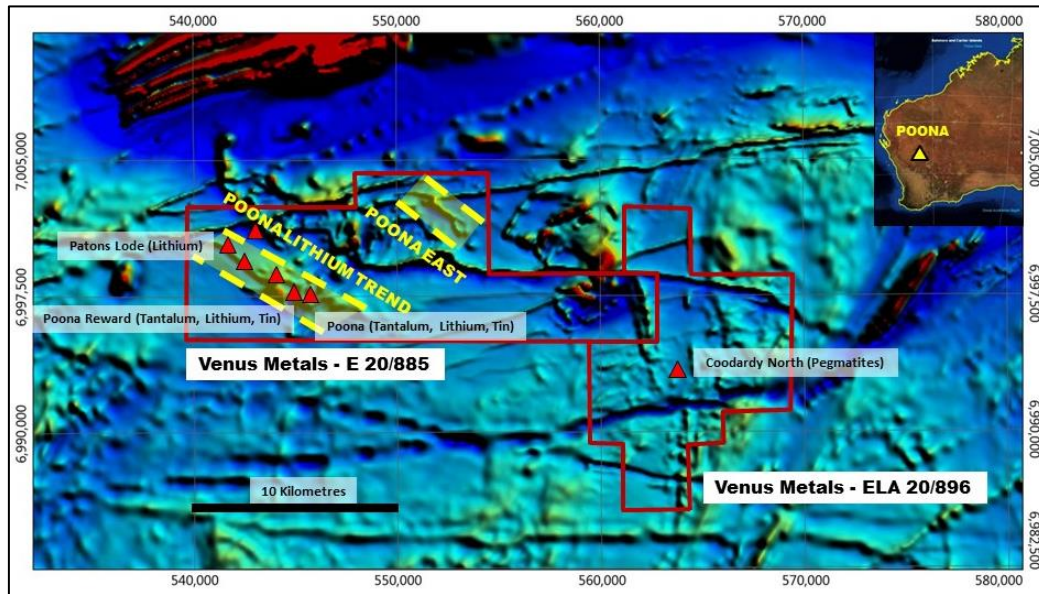 540,000
550,000
560,000
570,000
580,000
POONA
7,005,000
7,005,000
POONA LITHIUM TREND
POONA EAST
Patons Lode (Lithium)
6,997,500
6,997,500
Poona Reward (Tantalum, Lithium, Tin)
Poona (Tantalum, Lithium, Tin)
Venus Metals - E 20/885
Coodardy North (Pegmatites)
6,990,000
6,990,000
10 Kilometres
Venus Metals - ELA 20/896
6,982,500
540,000
550,000
560,000
570,000
580,000